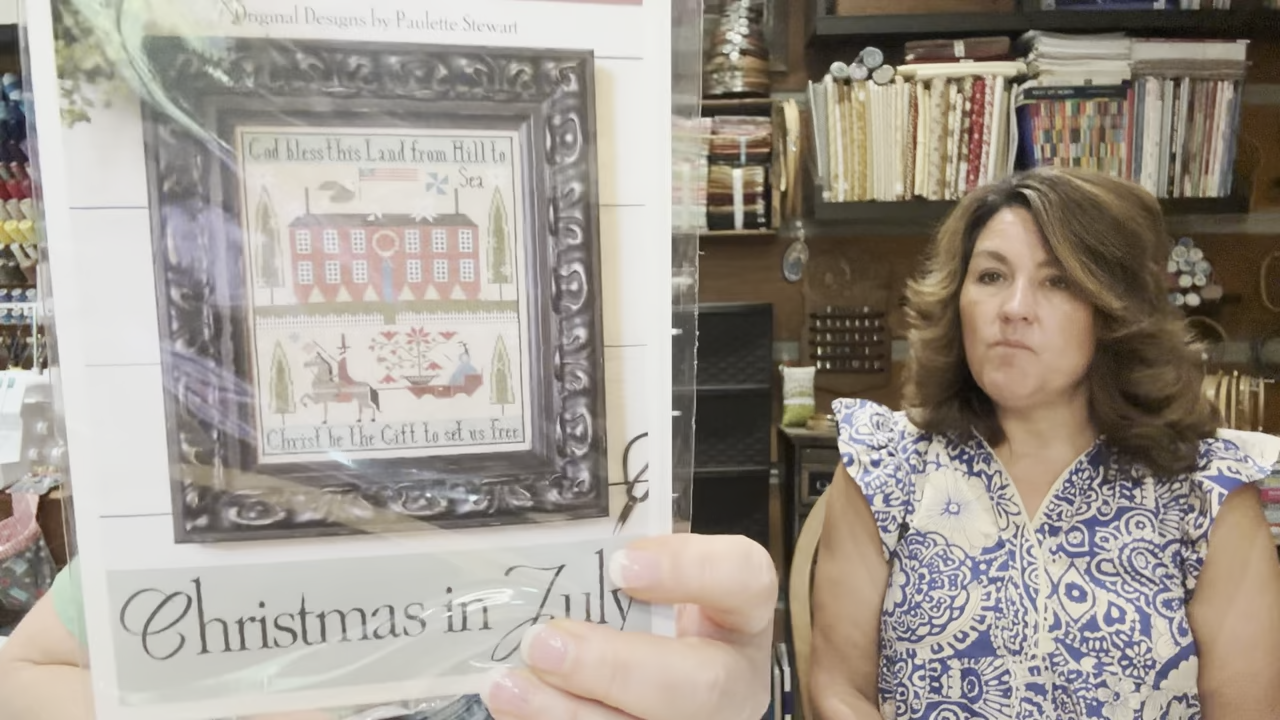 Original Designs by Paulette Stewart
God bless this Land from Hill to
Sea
Christ be the Gift to set us free
Christmas in July